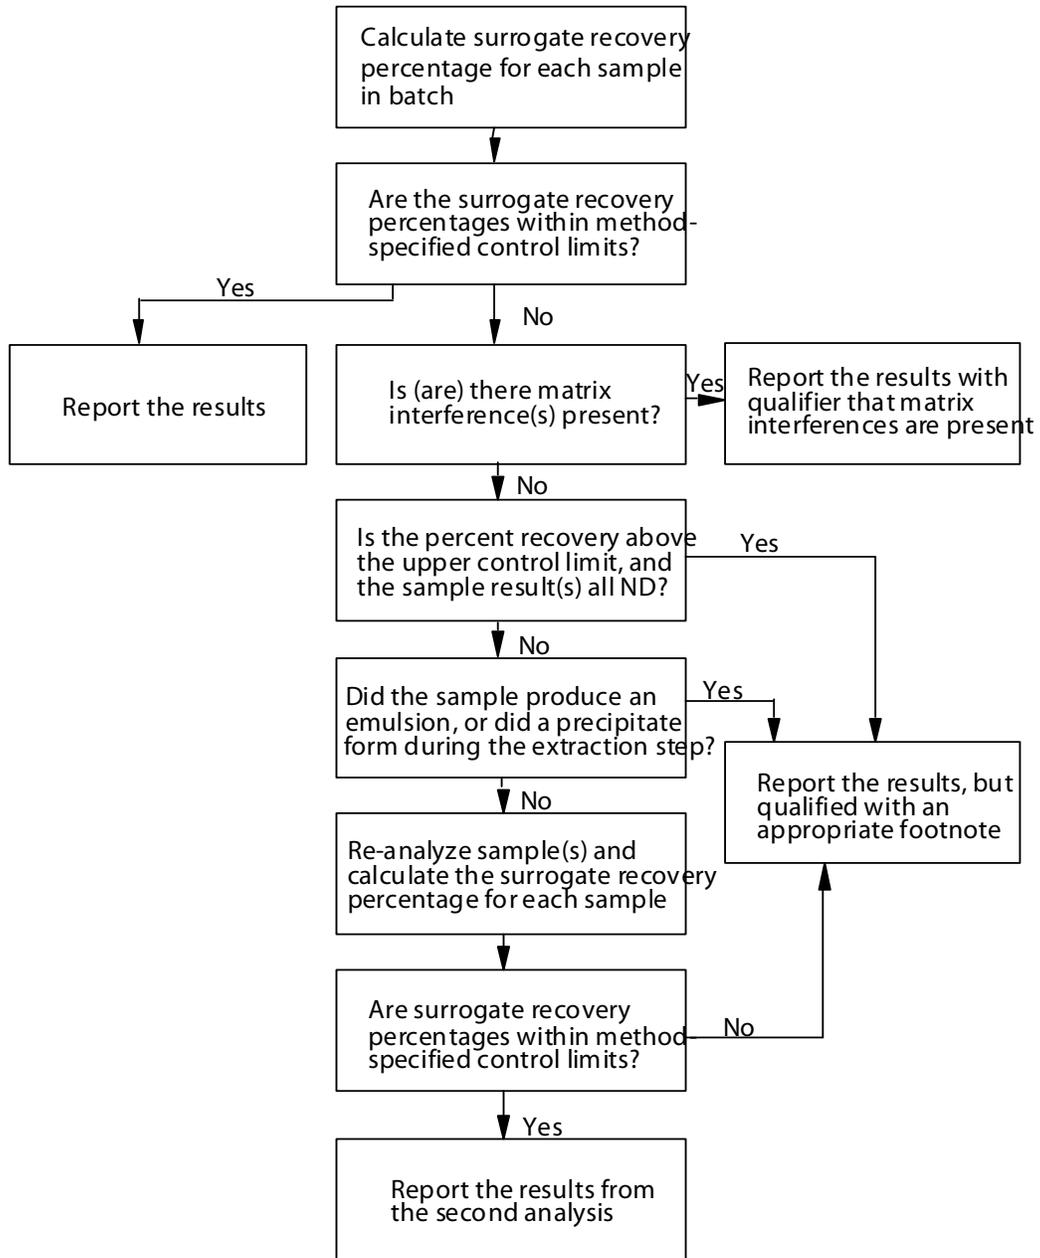 Calculate surrogate recovery
percentage for each sample
in batch
Are the surrogate recovery
percentages within method-
specified control limits?
Yes
No
Report the results
Is (are) there matrix
interference(s) present?
Yes
Report the results with
qualifier that matrix
interferences are present
No
Is the percent recovery above
the upper control limit, and
the sample result(s) all ND?
Yes
No
Did the sample produce an
emulsion, or did a precipitate
form during the extraction step?
Yes
Report the results, but
qualified with an
appropriate footnote
No
Re-analyze sample(s) and
calculate the surrogate recovery
percentage for each sample
Are surrogate recovery
percentages within method-
specified control limits?
No
Yes
Report the results from
the second analysis